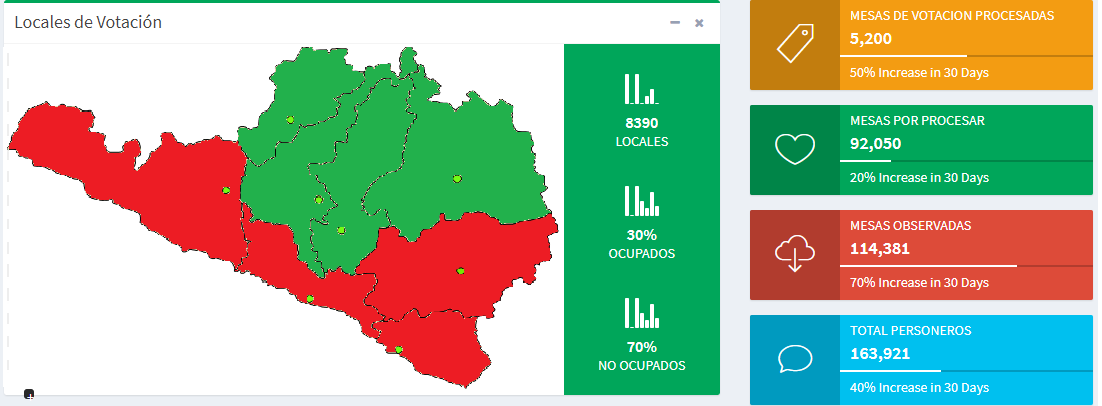 Locales de Votación
8390
LOCALES
30%
OCUPADOS
70%
NO OCUPADOS
MESAS DE VOTACION PROCESADAS
5,200
50% Increase in 30 Days
MESAS POR PROCESAR
92,050
20% Increase in 30 Days
MESAS OBSERVADAS
114,381
70% Increase in 30 Days
TOTAL PERSONEROS
163,921
40% Increase in 30 Days